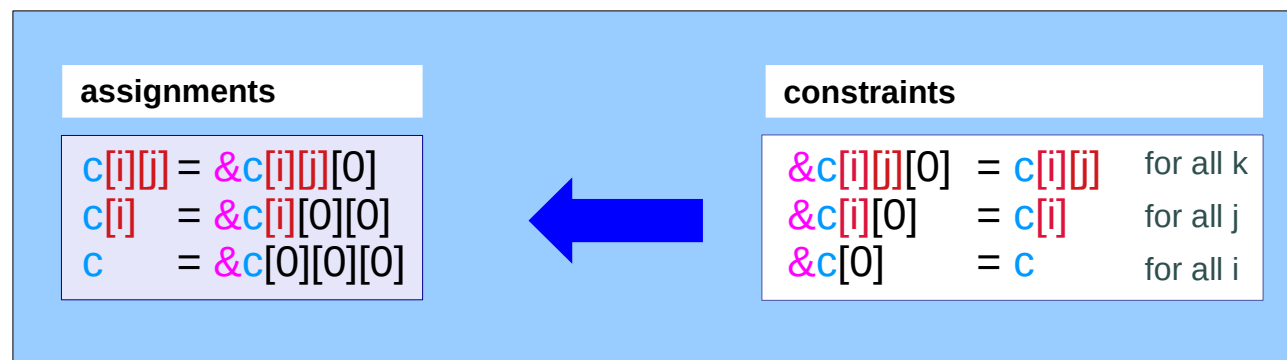 assignments
c[i][j] = &c[i][j][0]
c[i] = &c[i][0][0]
c = &c[0][0][0]
constraints
&c[i][j][0] = c[i][j] for all k
&c[i][0] = c[i] for all j
&c[0] = c for all i